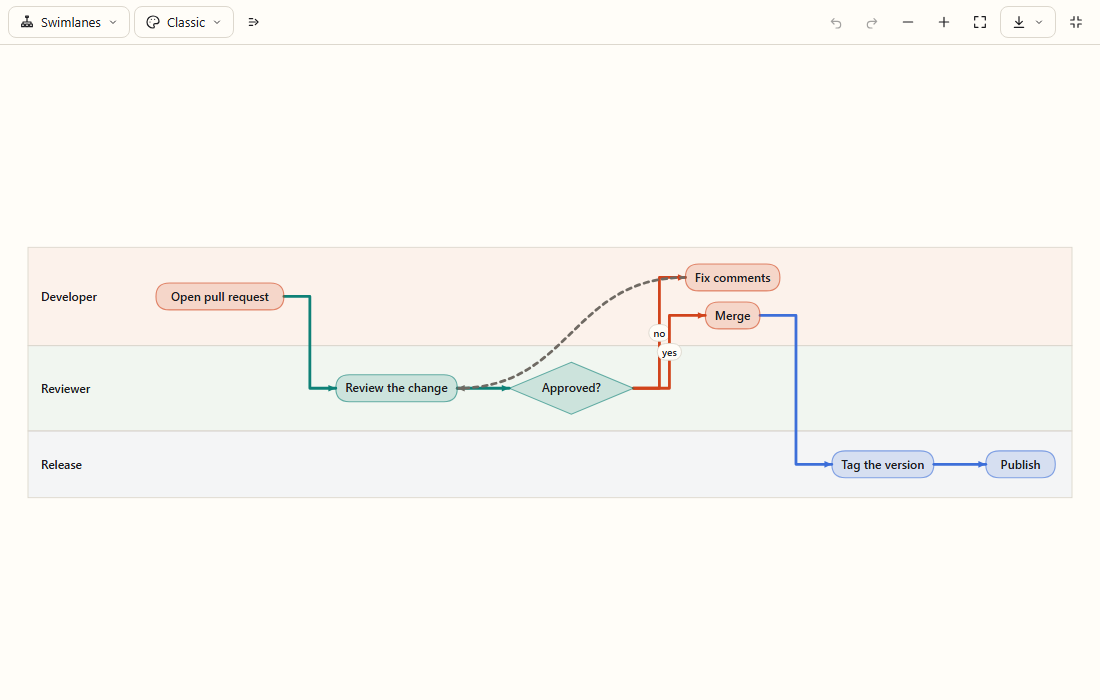 Swimlanes
Classic
Developer
Open pull request
Fix comments
Merge
no
yes
Reviewer
Review the change
Approved?
Release
Tag the version
Publish